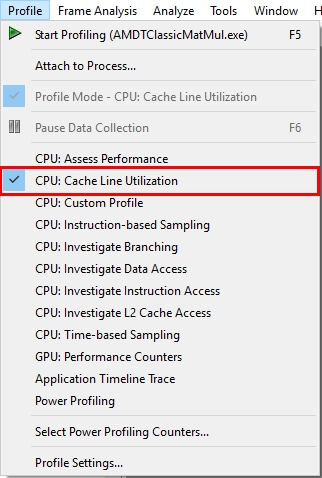 Profile Frame Analysis Analyze Tools Window H
Start Profiling (AMDTClassicMatMul.exe) F5
Attach to Process...
Profile Mode - CPU: Cache Line Utilization
Pause Data Collection F6
CPU: Assess Performance
CPU: Cache Line Utilization
CPU: Custom Profile
CPU: Instruction-based Sampling
CPU: Investigate Branching
CPU: Investigate Data Access
CPU: Investigate Instruction Access
CPU: Investigate L2 Cache Access
CPU: Time-based Sampling
GPU: Performance Counters
Application Timeline Trace
Power Profiling
Select Power Profiling Counters...
Profile Settings...